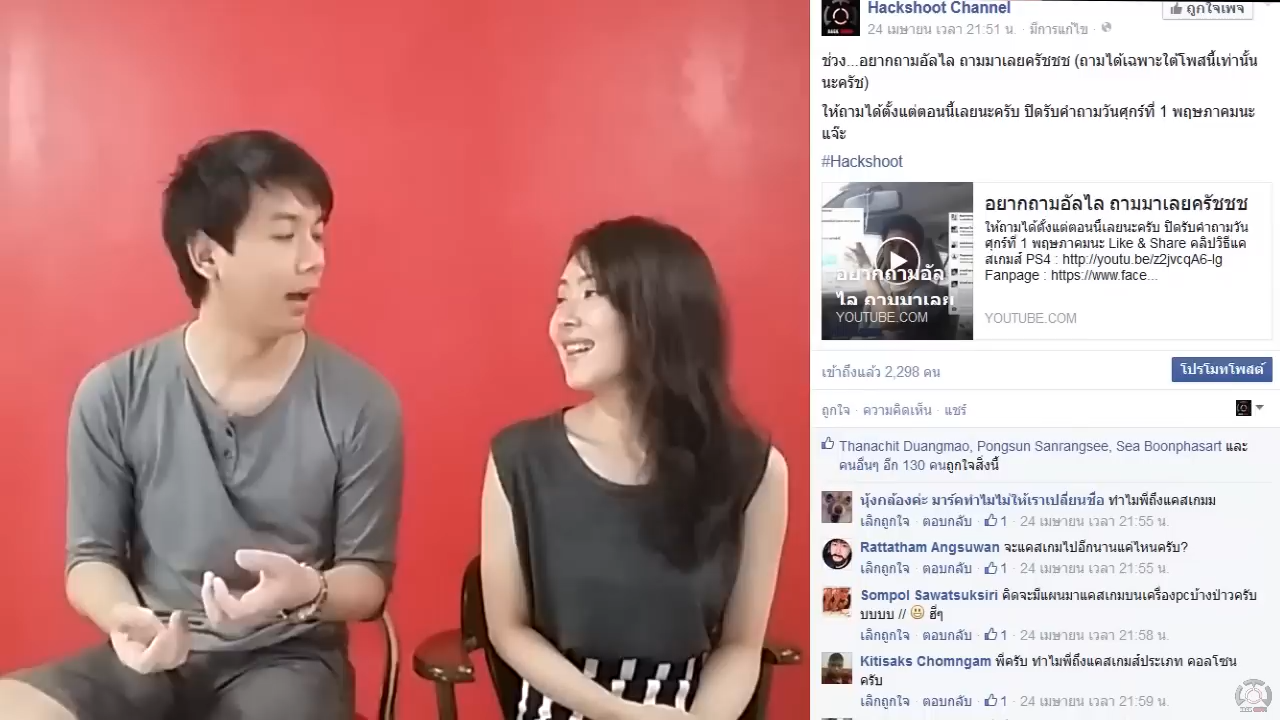 Hackshoot Channel
ถูกใจเพจ
24 เมษายน เวลา 21:51 น. · มีการแก้ไข ·
ช่วง...อยากถามอัลไล ถามมาเลยครัชชช (ถามได้เฉพาะใต้โพสนี้เท่านั้น
นะครัช)
ให้ถามได้ตั้งแต่ตอนนี้เลยนะครับ ปิดรับคำถามวันศุกร์ที่ 1 พฤษภาคมนะ
แจ๊ะ
#Hackshoot
อยากถามอัล
ไล ถามมาเลย
YOUTUBE.COM
อยากถามอัลไล ถามมาเลยครัชชช
ให้ถามได้ตั้งแต่ตอนนี้เลยนะครับ ปิดรับคำถามวัน
ศุกร์ที่ 1 พฤษภาคมนะ Like & Share คลิปวิธีแค
สเกมส์ PS4 : http://youtu.be/z2jvcqA6-lg
Fanpage : https://www.face...
YOUTUBE.COM
เข้าถึงแล้ว 2,298 คน
โปรโมทโพสต์
ถูกใจ · ความคิดเห็น · แชร์
Thanachit Duangmao, Pongsun Sanrangsee, Sea Boonphasart และ
คนอื่นๆ อีก 130 คนถูกใจสิ่งนี้
นุ้งกล้องค่ะ มาร์คทำไมไม่ให้เราเปลี่ยนชื่อ ทำไมพี่ถึงแคสเกมม
เลิกถูกใจ · ตอบกลับ · 1 · 24 เมษายน เวลา 21:55 น.
Rattatham Angsuwan จะแคสเกมไปอีกนานแค่ไหนครับ?
เลิกถูกใจ · ตอบกลับ · 1 · 24 เมษายน เวลา 21:55 น.
Sompol Sawatsuksiri คิดจะมีแผนมาแคสเกมบนเครื่องpcบ้างป่าวครับ
บบบบ // 😃 ฮี่ๆ
เลิกถูกใจ · ตอบกลับ · 1 · 24 เมษายน เวลา 21:58 น.
Kitisaks Chomngam พี่ครับ ทำไมพี่ถึงแคสเกมส์ประเภท คอลโซน
ครับ
เลิกถูกใจ · ตอบกลับ · 1 · 24 เมษายน เวลา 21:59 น.